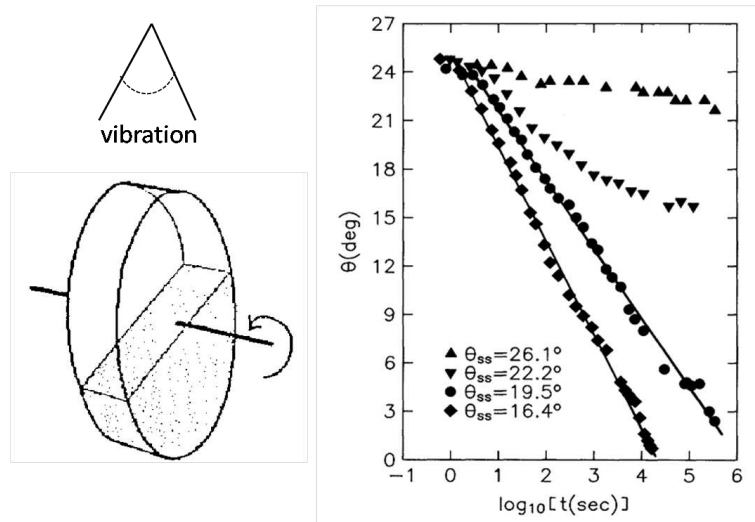 vibration
27
24
21
18
15
12
9
6
3
0
θ(deg)
▲ θss=26.1°
▼ θss=22.2°
● θss=19.5°
◆ θss=16.4°
−1 0 1 2 3 4 5 6
log10[t(sec)]